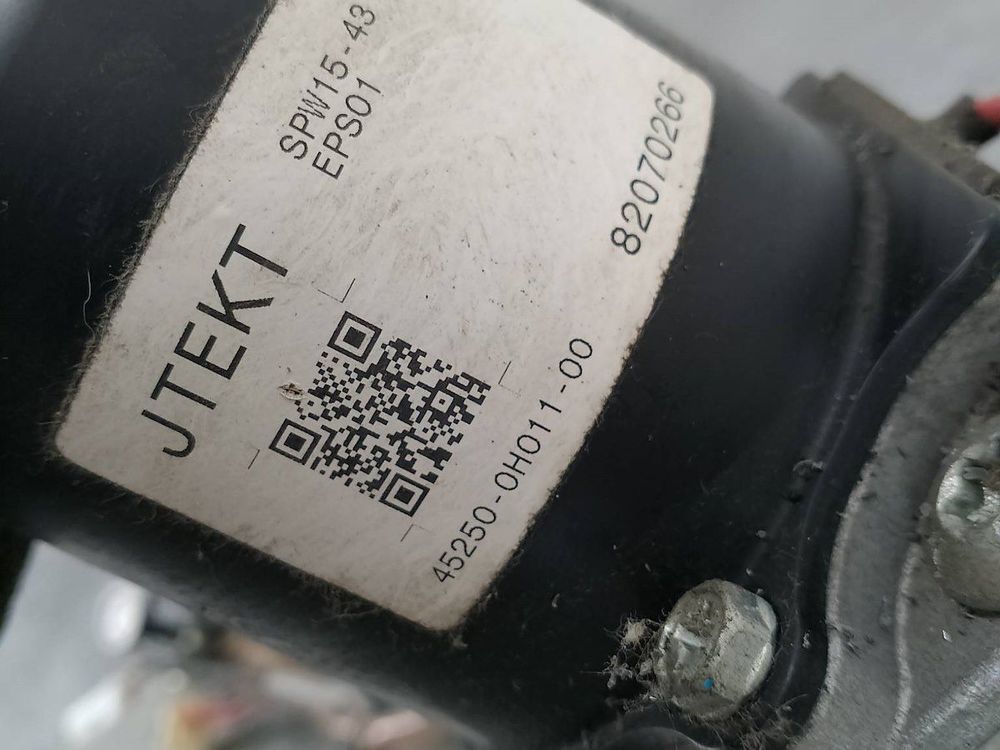 JTEKT
SPW15-43
EPS01
45250-0H011-00
82070266